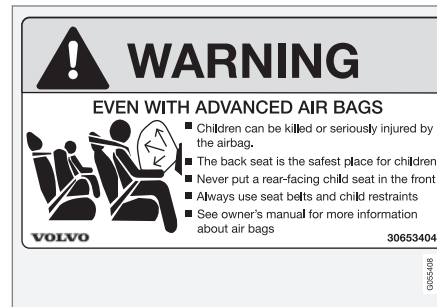 WARNING
EVEN WITH ADVANCED AIR BAGS
■ Children can be killed or seriously injured by
the airbag.
■ The back seat is the safest place for children
■ Never put a rear-facing child seat in the front
■ Always use seat belts and child restraints
■ See owner's manual for more information
about air bags
VOLVO
30653404
G055408